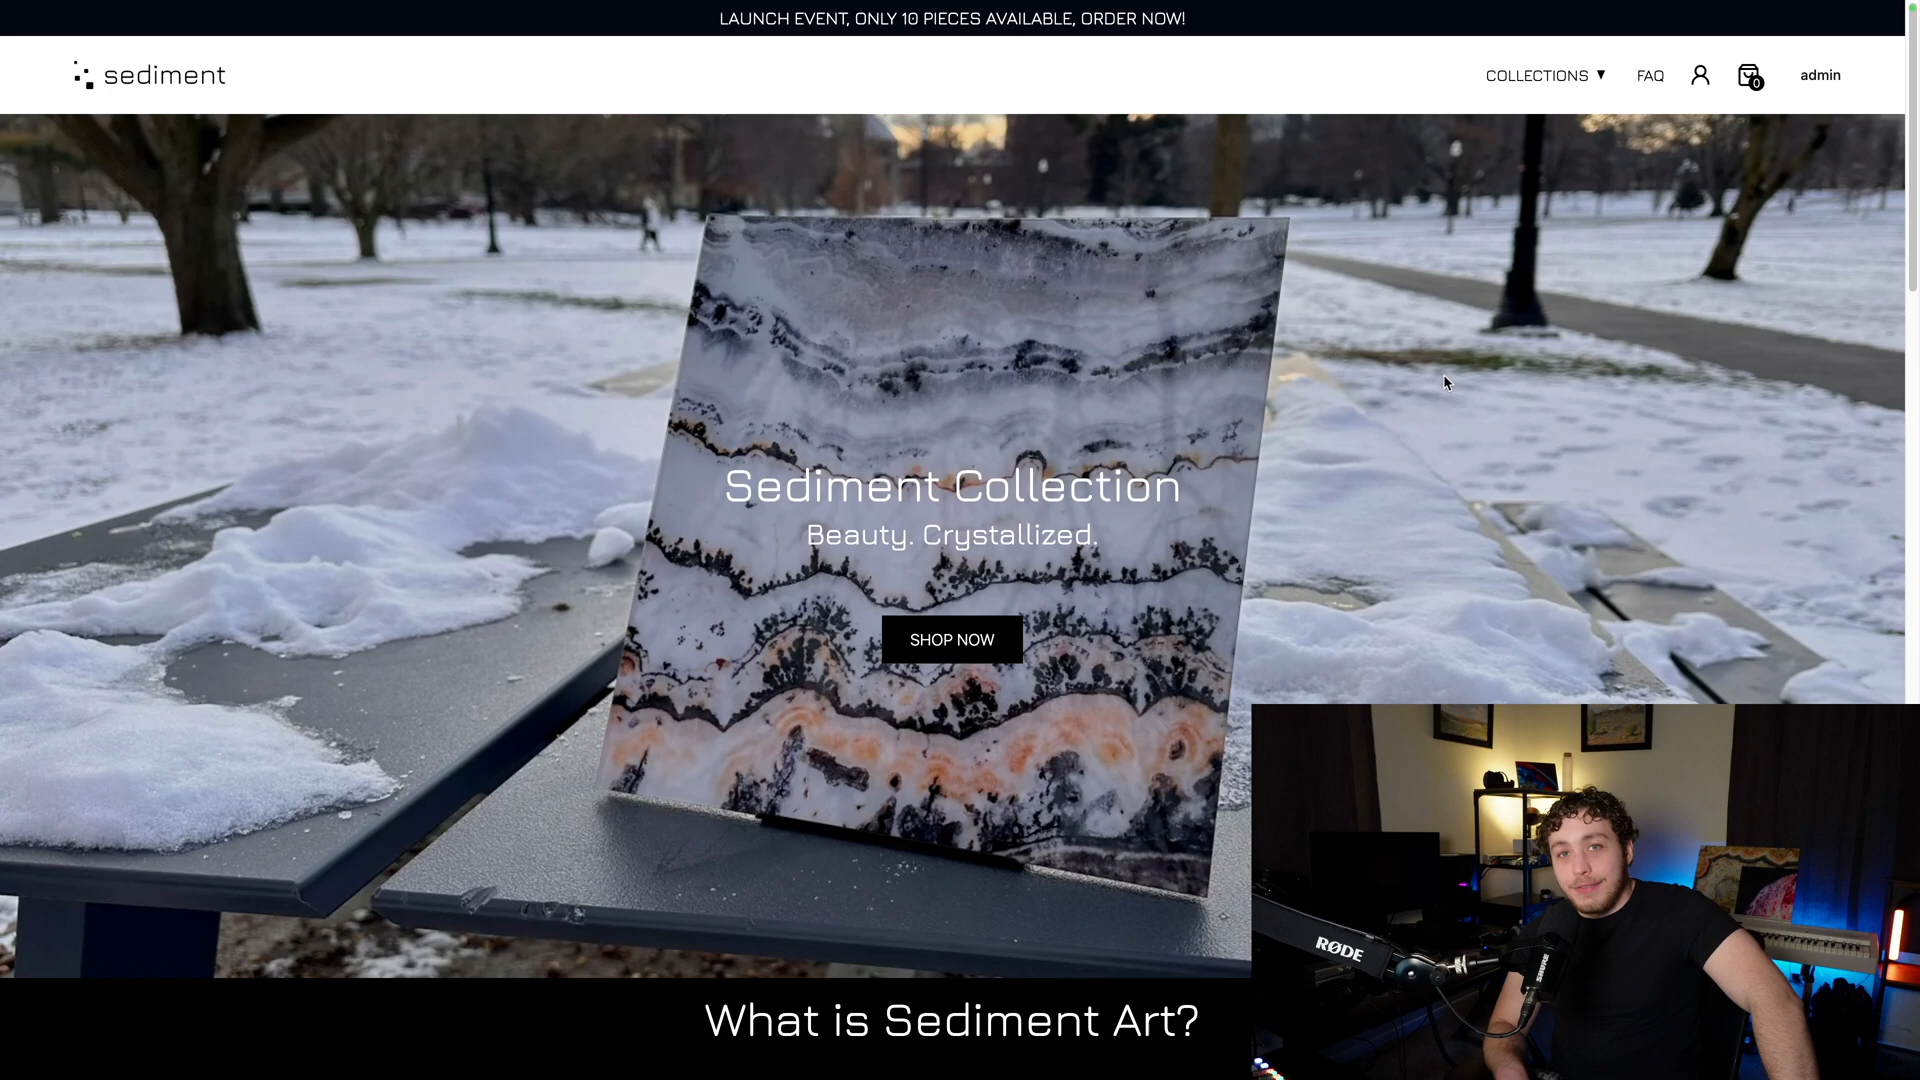 LAUNCH EVENT, ONLY 10 PIECES AVAILABLE, ORDER NOW!
sediment
COLLECTIONS ▼
FAQ
0
admin
Sediment Collection
Beauty. Crystallized.
SHOP NOW
RØDE
SHURE
What is Sediment Art?